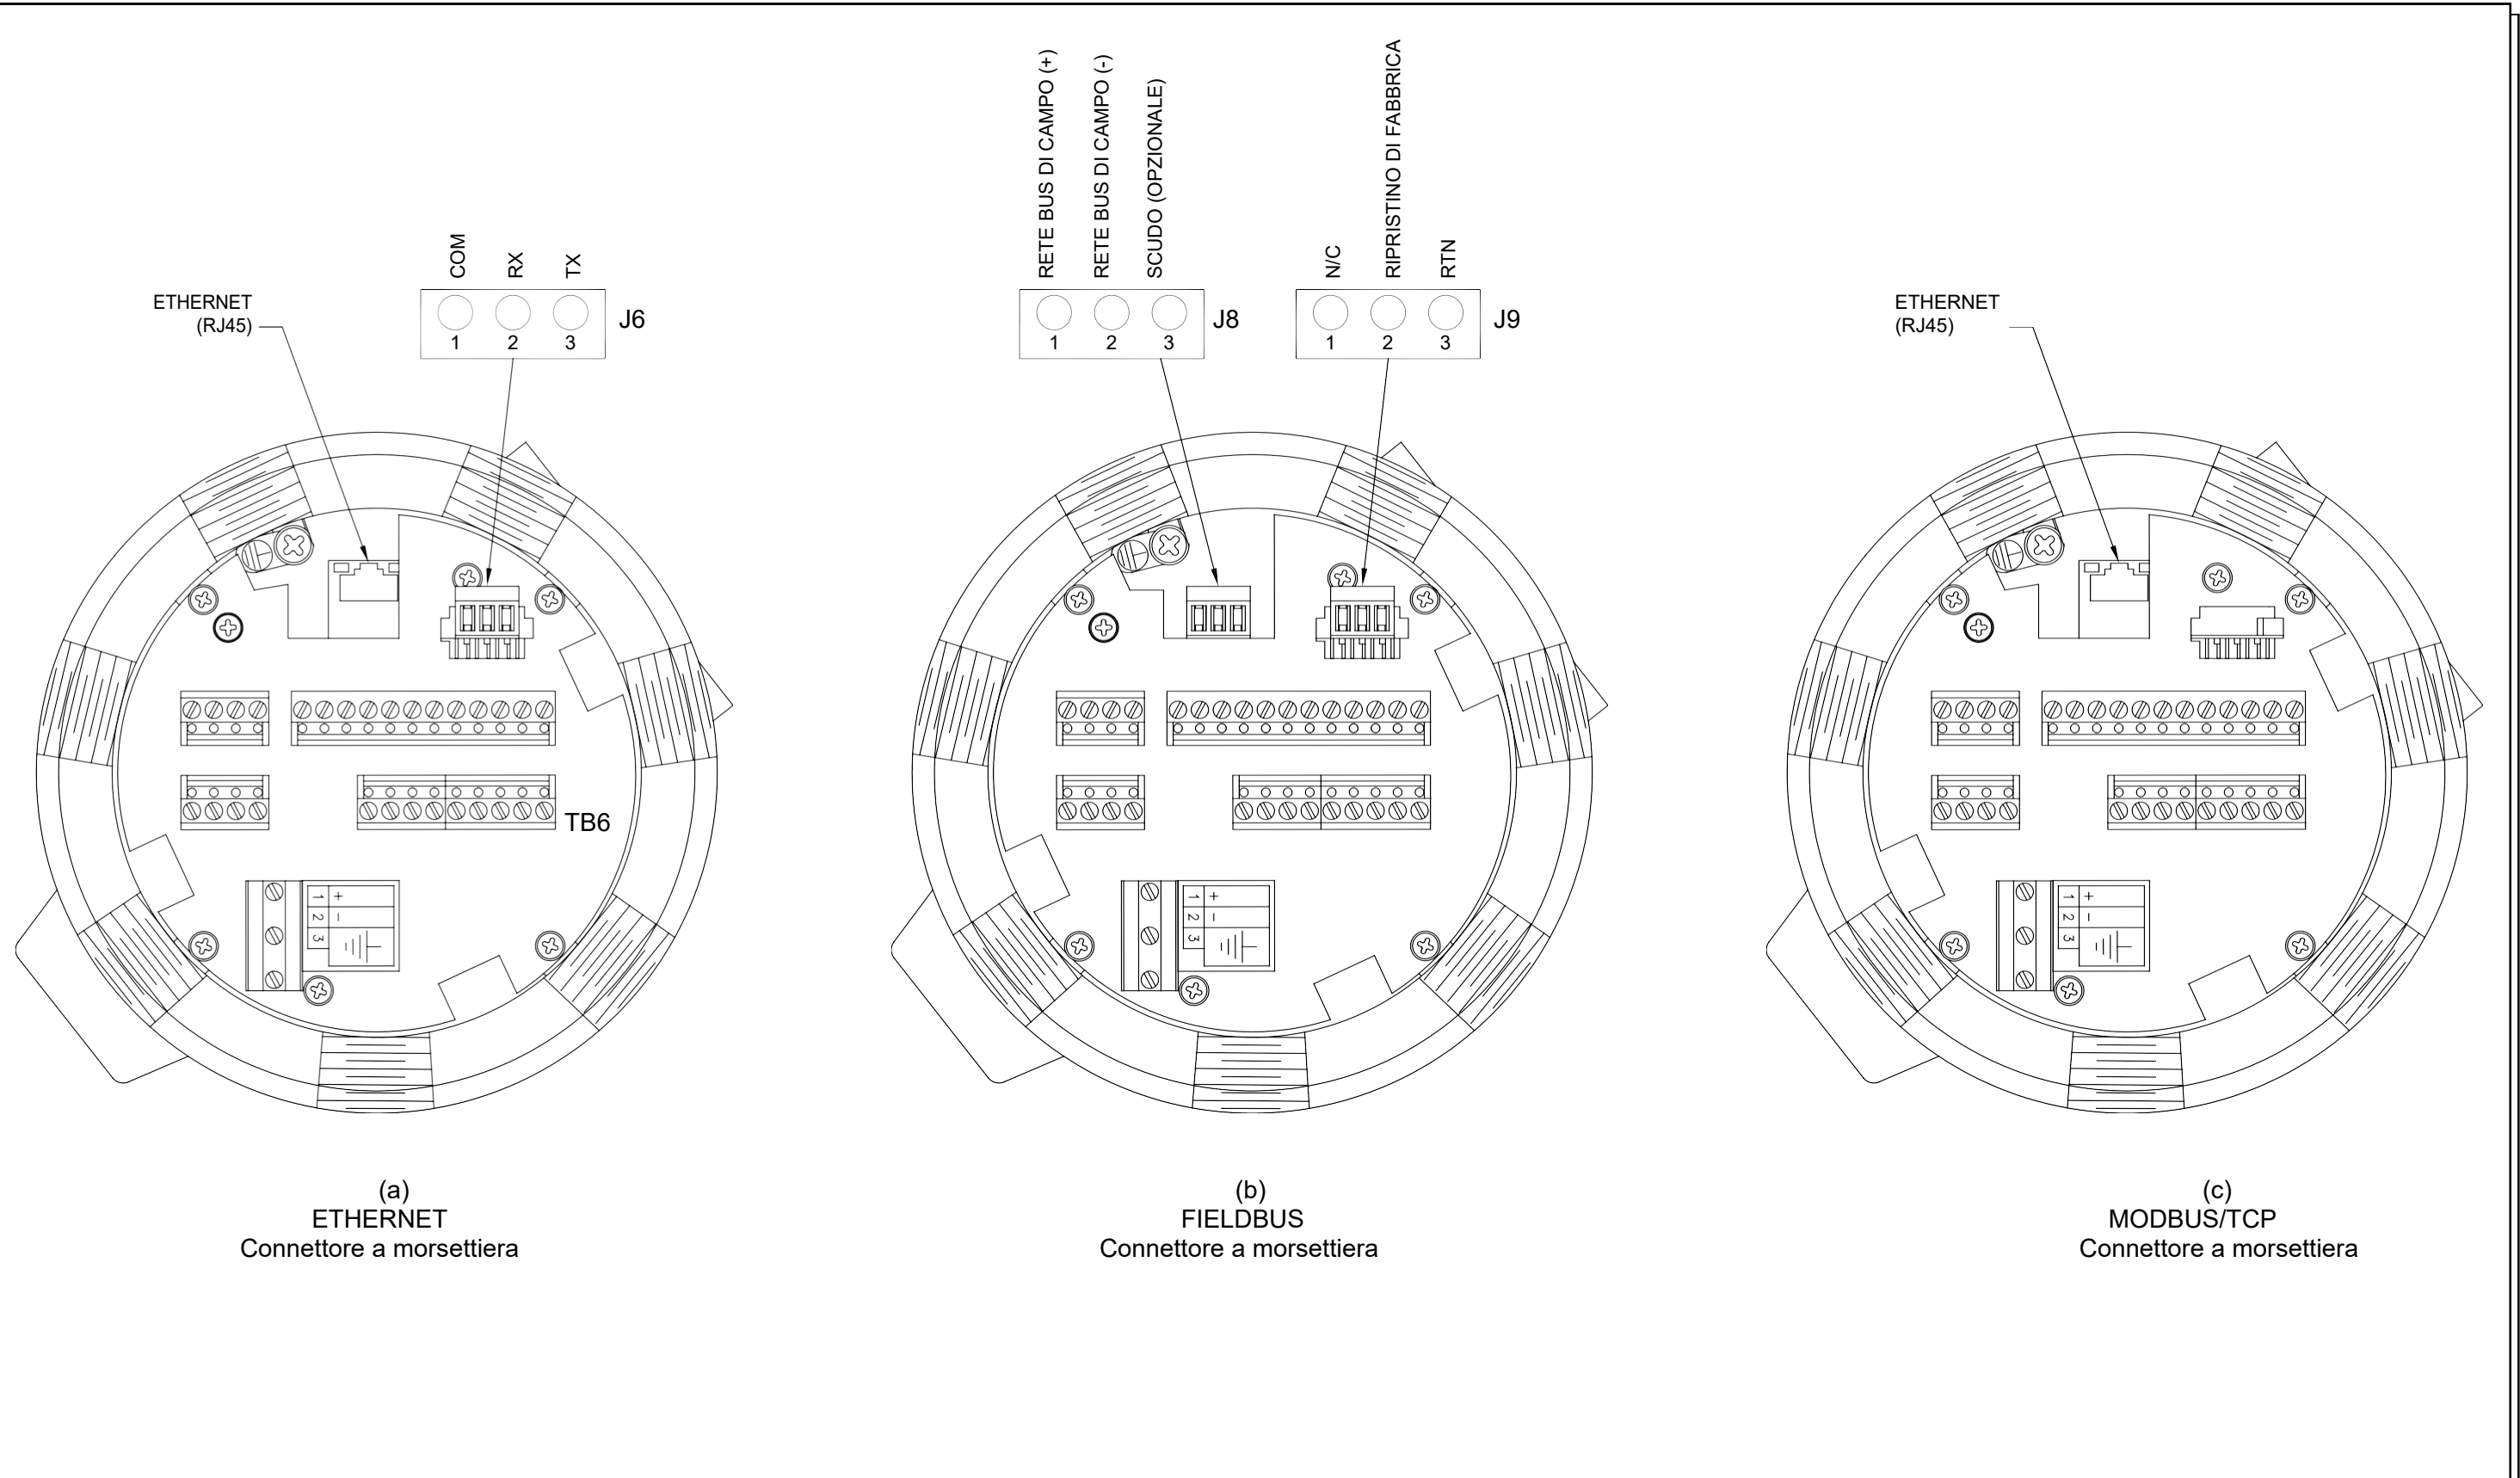 ETHERNET
(RJ45)
COM
RX
TX
1 2 3
J6
TB6
1 +
2 -
3
(a)
ETHERNET
Connettore a morsettiera
RETE BUS DI CAMPO (+)
RETE BUS DI CAMPO (-)
SCUDO (OPZIONALE)
1 2 3
J8
N/C
RIPRISTINO DI FABBRICA
RTN
1 2 3
J9
1 +
2 -
3
(b)
FIELDBUS
Connettore a morsettiera
ETHERNET
(RJ45)
1 +
2 -
3
(c)
MODBUS/TCP
Connettore a morsettiera